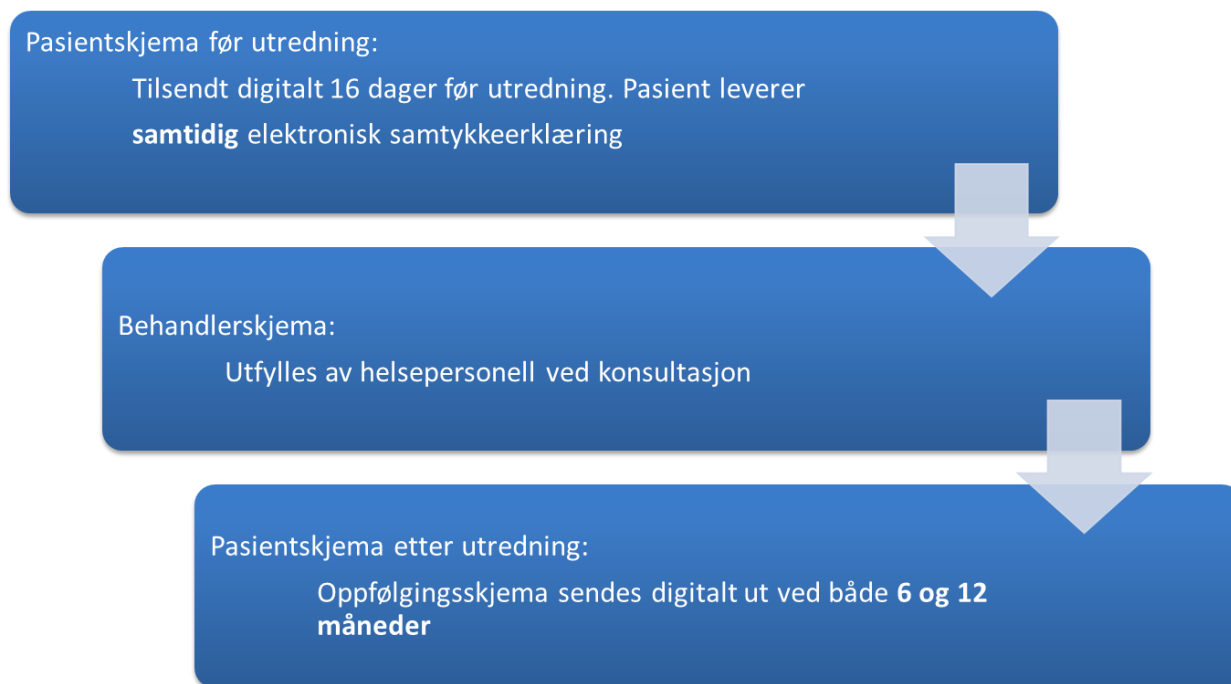 Pasientskjema før utredning:
Tilsendt digitalt 16 dager før utredning. Pasient leverer
samtidig elektronisk samtykkeerklæring
Behandlerskjema:
Utfylles av helsepersonell ved konsultasjon
Pasientskjema etter utredning:
Oppfølgingsskjema sendes digitalt ut ved både 6 og 12
måneder